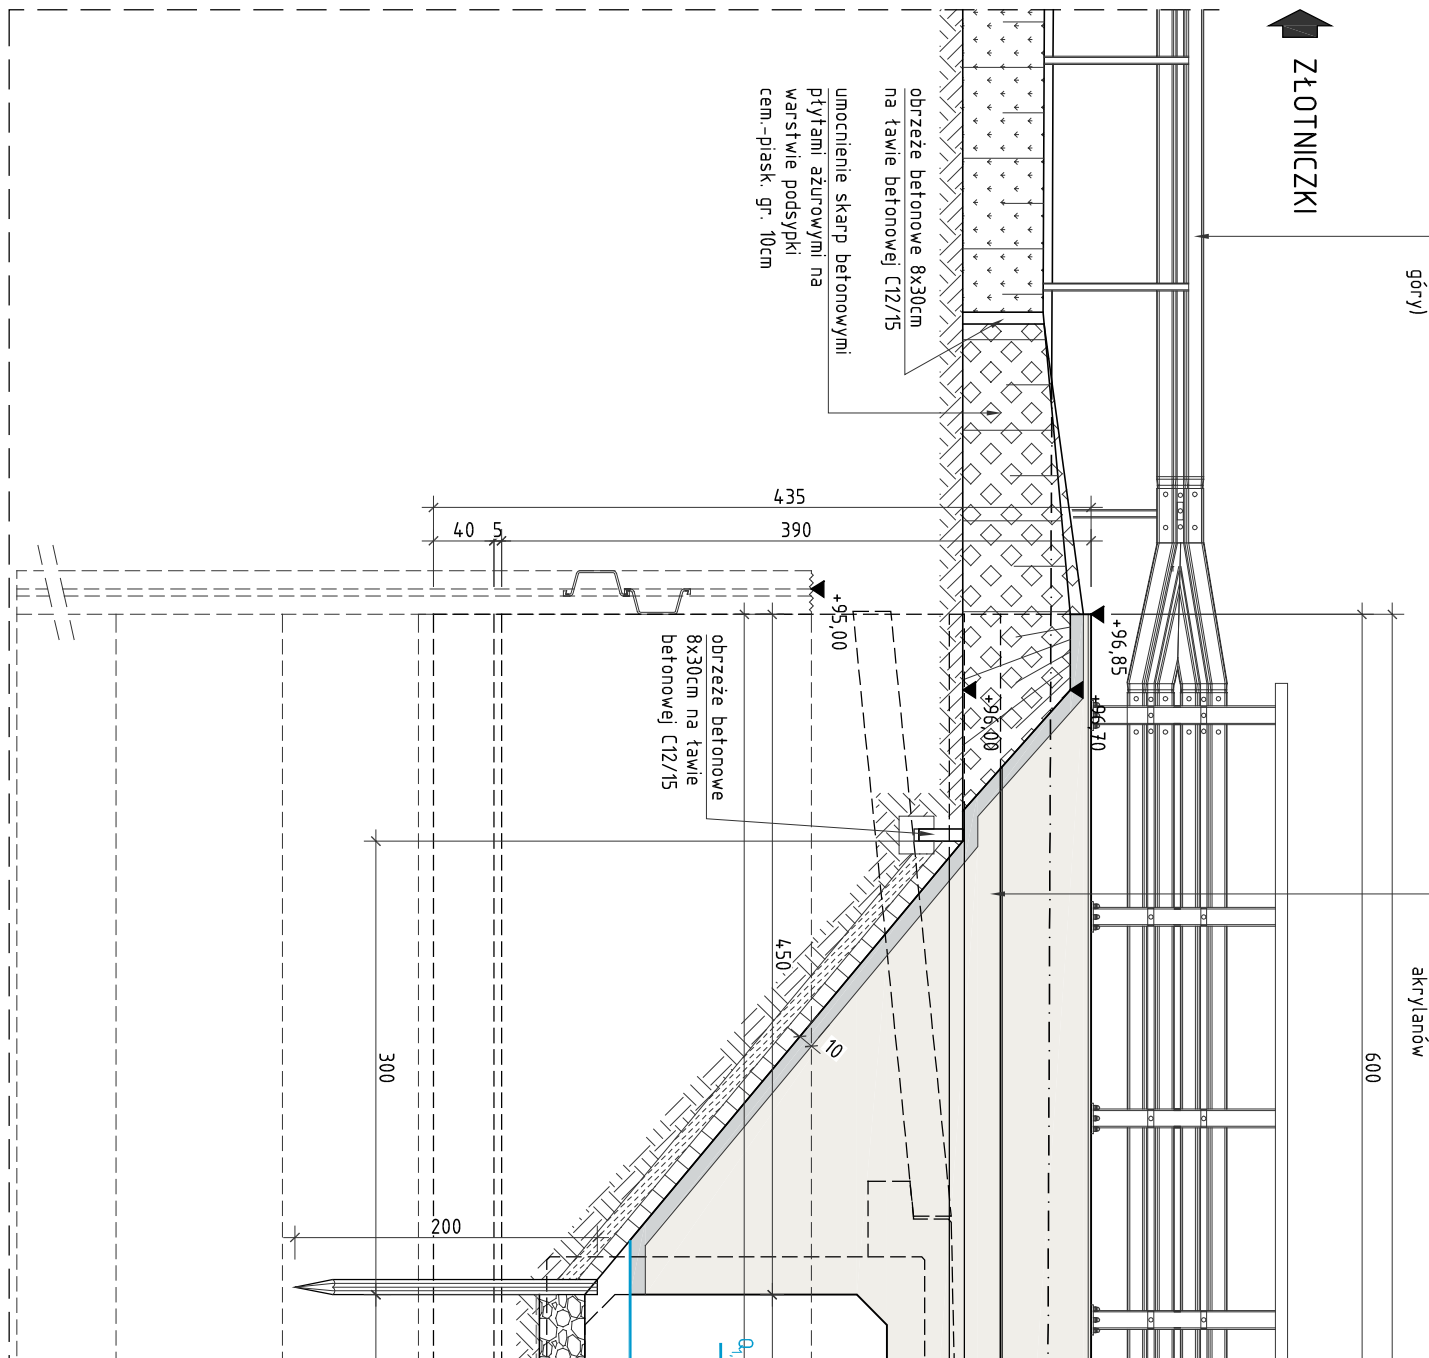 ZŁOTNICZKI
góry)
obrzeże betonowe 8x30cm
na ławie betonowej C12/15
umocnienie skarp betonowymi
płytami ażurowymi na
warstwie podsypki
cem.-piask. gr. 10cm
435
40
5
390
+95,00
+96,85
+96,70
+96,00
obrzeże betonowe
8x30cm na ławie
betonowej C12/15
450
10
300
200
akrylanów
600